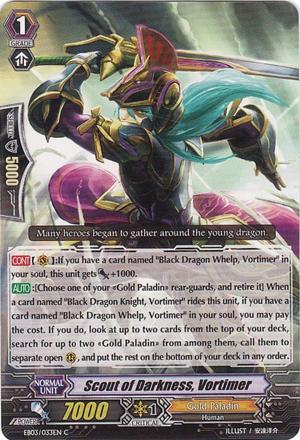 1
GRADE
5000
SHIELD
Many heroes began to gather around the young dragon.
CONT :If you have a card named "Black Dragon Whelp, Vortimer" in
your soul, this unit gets +1000.
AUTO :[Choose one of your «Gold Paladin» rear-guards, and retire it] When
a card named "Black Dragon Knight, Vortimer" rides this unit, if you have a
card named "Black Dragon Whelp, Vortimer" in your soul, you may pay
the cost. If you do, look at up to two cards from the top of your deck,
search for up to two «Gold Paladin» from among them, call them to
separate open , and put the rest on the bottom of your deck in any order.
NORMAL
UNIT
Scout of Darkness, Vortimer
POWER
7000
1
CRITICAL
Gold Paladin
Human
EB03/033EN C
ILLUST / 安達洋介